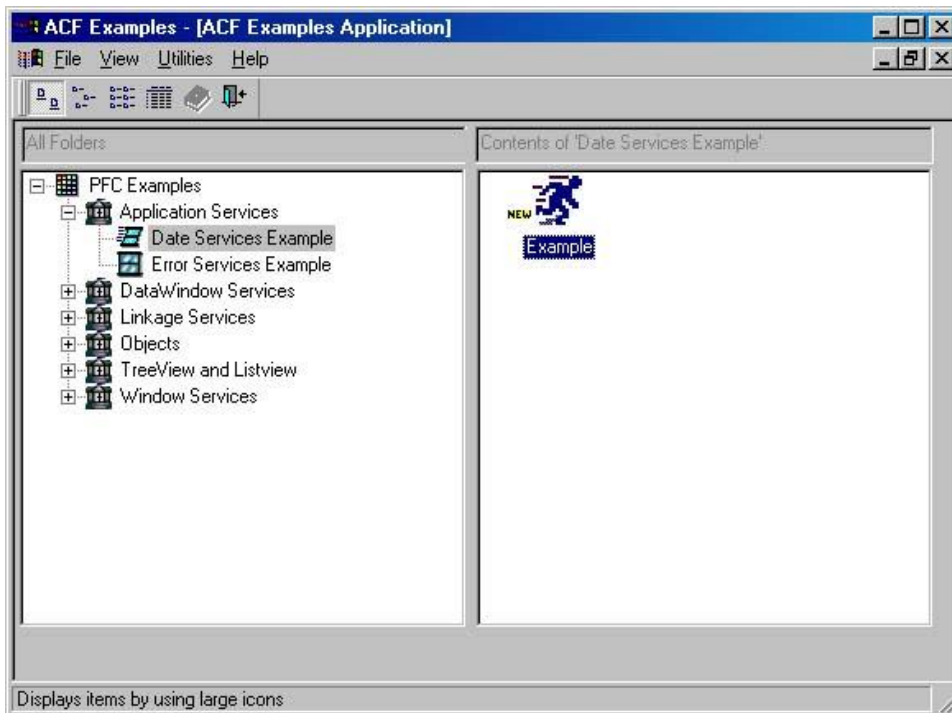 ACF Examples - [ACF Examples Application]
File View Utilities Help
All Folders
Contents of 'Date Services Example'
PFC Examples
Application Services
Date Services Example
Error Services Example
DataWindow Services
Linkage Services
Objects
TreeView and Listview
Window Services
NEW
Example
Displays items by using large icons